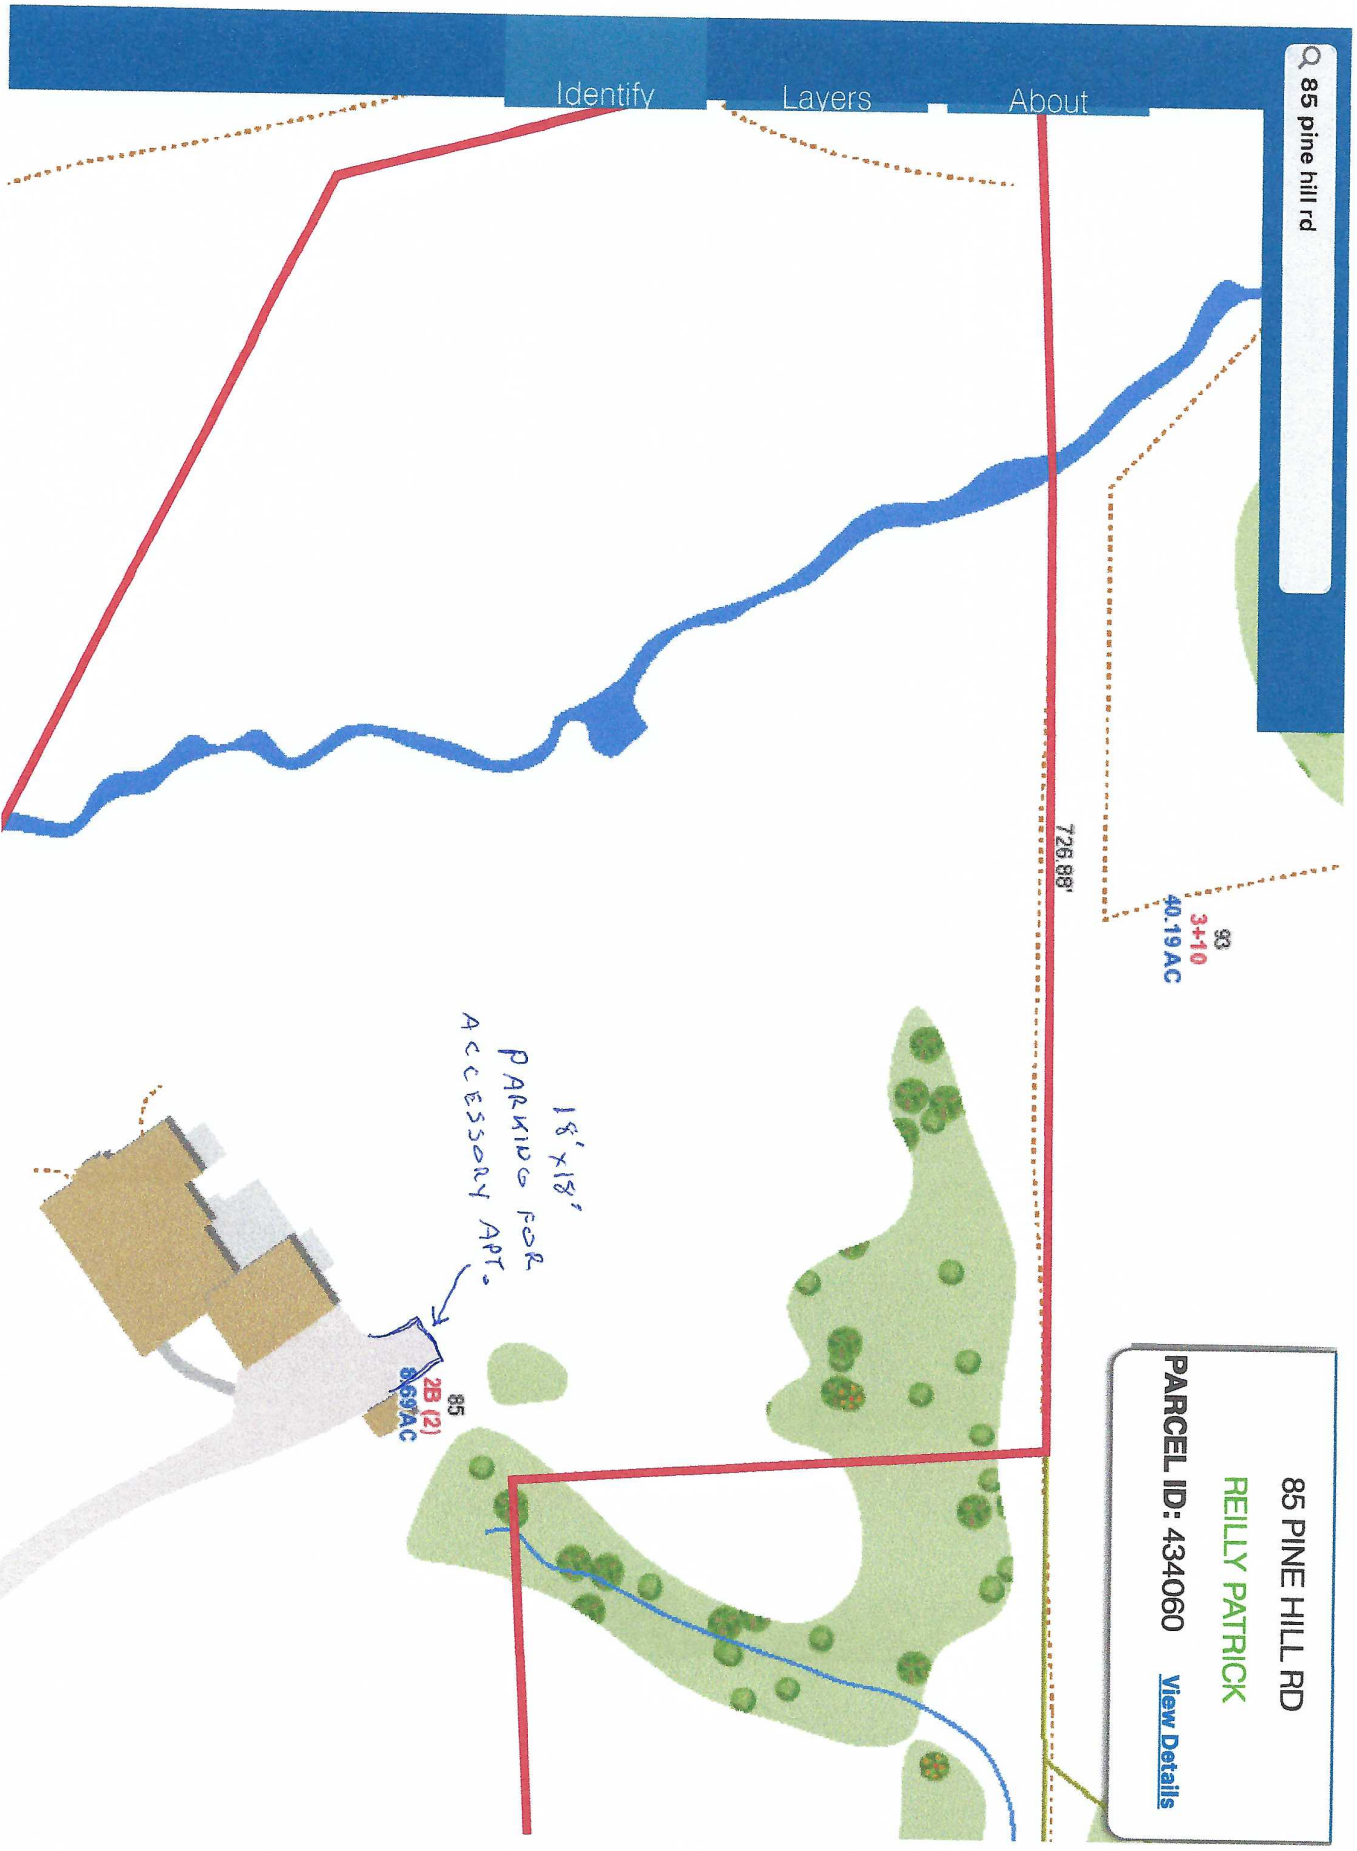 85 pine hill rd
About
Layers
Identify
85 PINE HILL RD
REILLY PATRICK
PARCEL ID: 434060 View Details
93
3+10
40.19 AC
726.88'
18'x18'
PARKING FOR
ACCESSORY APT.
85
2B (2)
8.69 AC